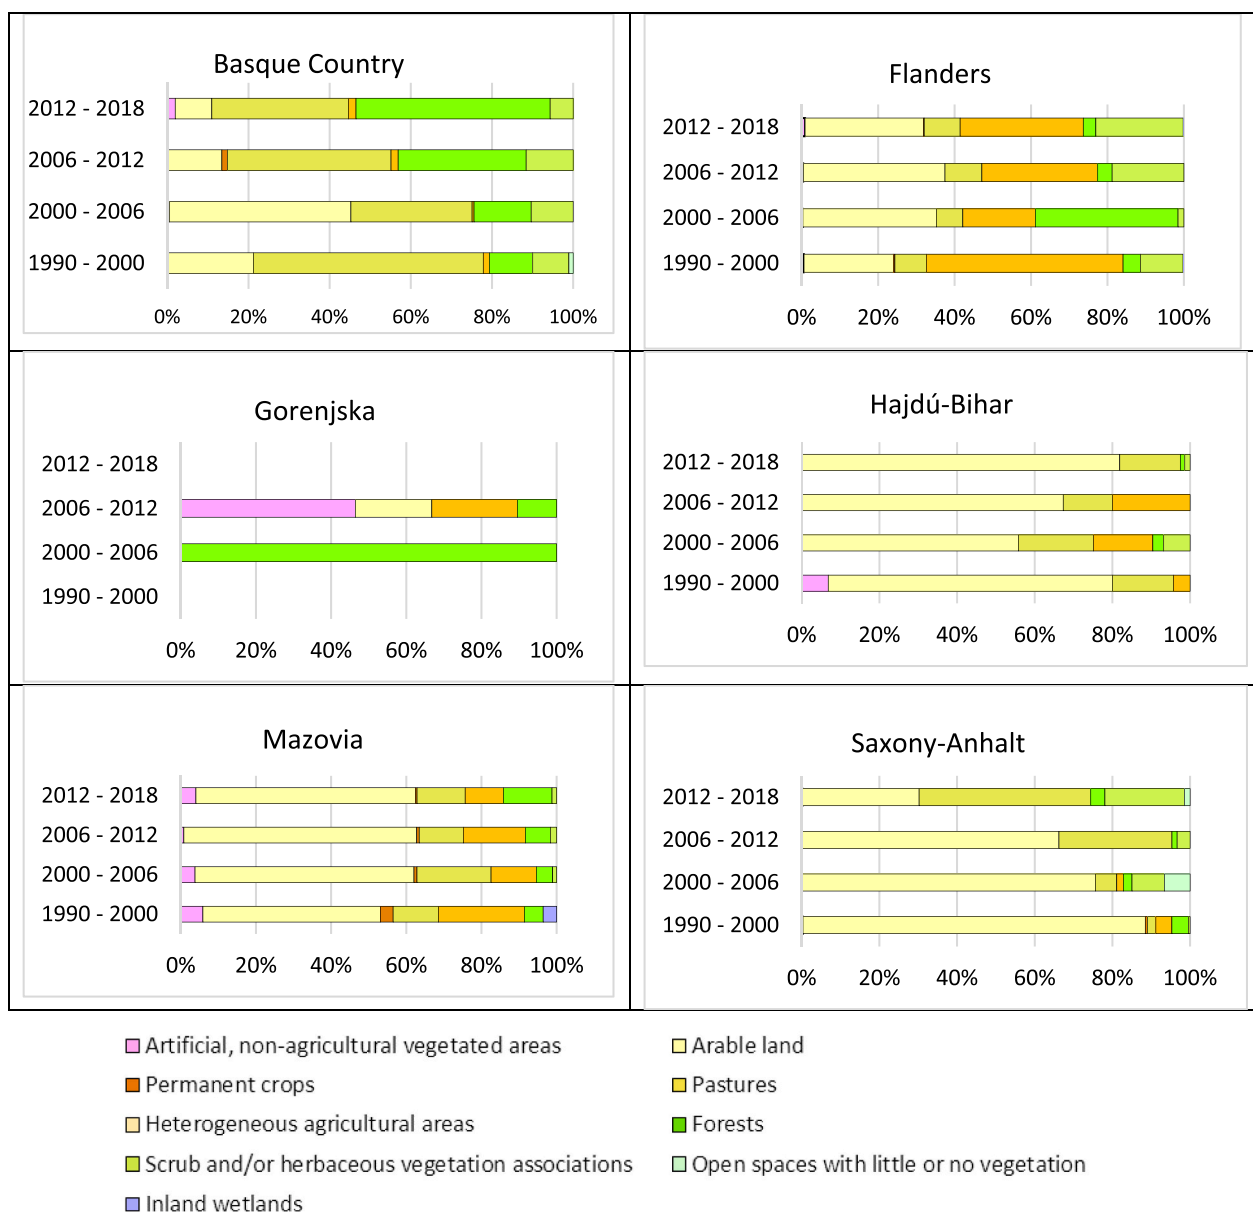 Basque Country
2012 - 2018
2006 - 2012
2000 - 2006
1990 - 2000
0% 20% 40% 60% 80% 100%
Flanders
2012 - 2018
2006 - 2012
2000 - 2006
1990 - 2000
0% 20% 40% 60% 80% 100%
Gorenjska
2012 - 2018
2006 - 2012
2000 - 2006
1990 - 2000
0% 20% 40% 60% 80% 100%
Hajdú-Bihar
2012 - 2018
2006 - 2012
2000 - 2006
1990 - 2000
0% 20% 40% 60% 80% 100%
Mazovia
2012 - 2018
2006 - 2012
2000 - 2006
1990 - 2000
0% 20% 40% 60% 80% 100%
Saxony-Anhalt
2012 - 2018
2006 - 2012
2000 - 2006
1990 - 2000
0% 20% 40% 60% 80% 100%
Artificial, non-agricultural vegetated areas
Arable land
Permanent crops
Pastures
Heterogeneous agricultural areas
Forests
Scrub and/or herbaceous vegetation associations
Open spaces with little or no vegetation
Inland wetlands